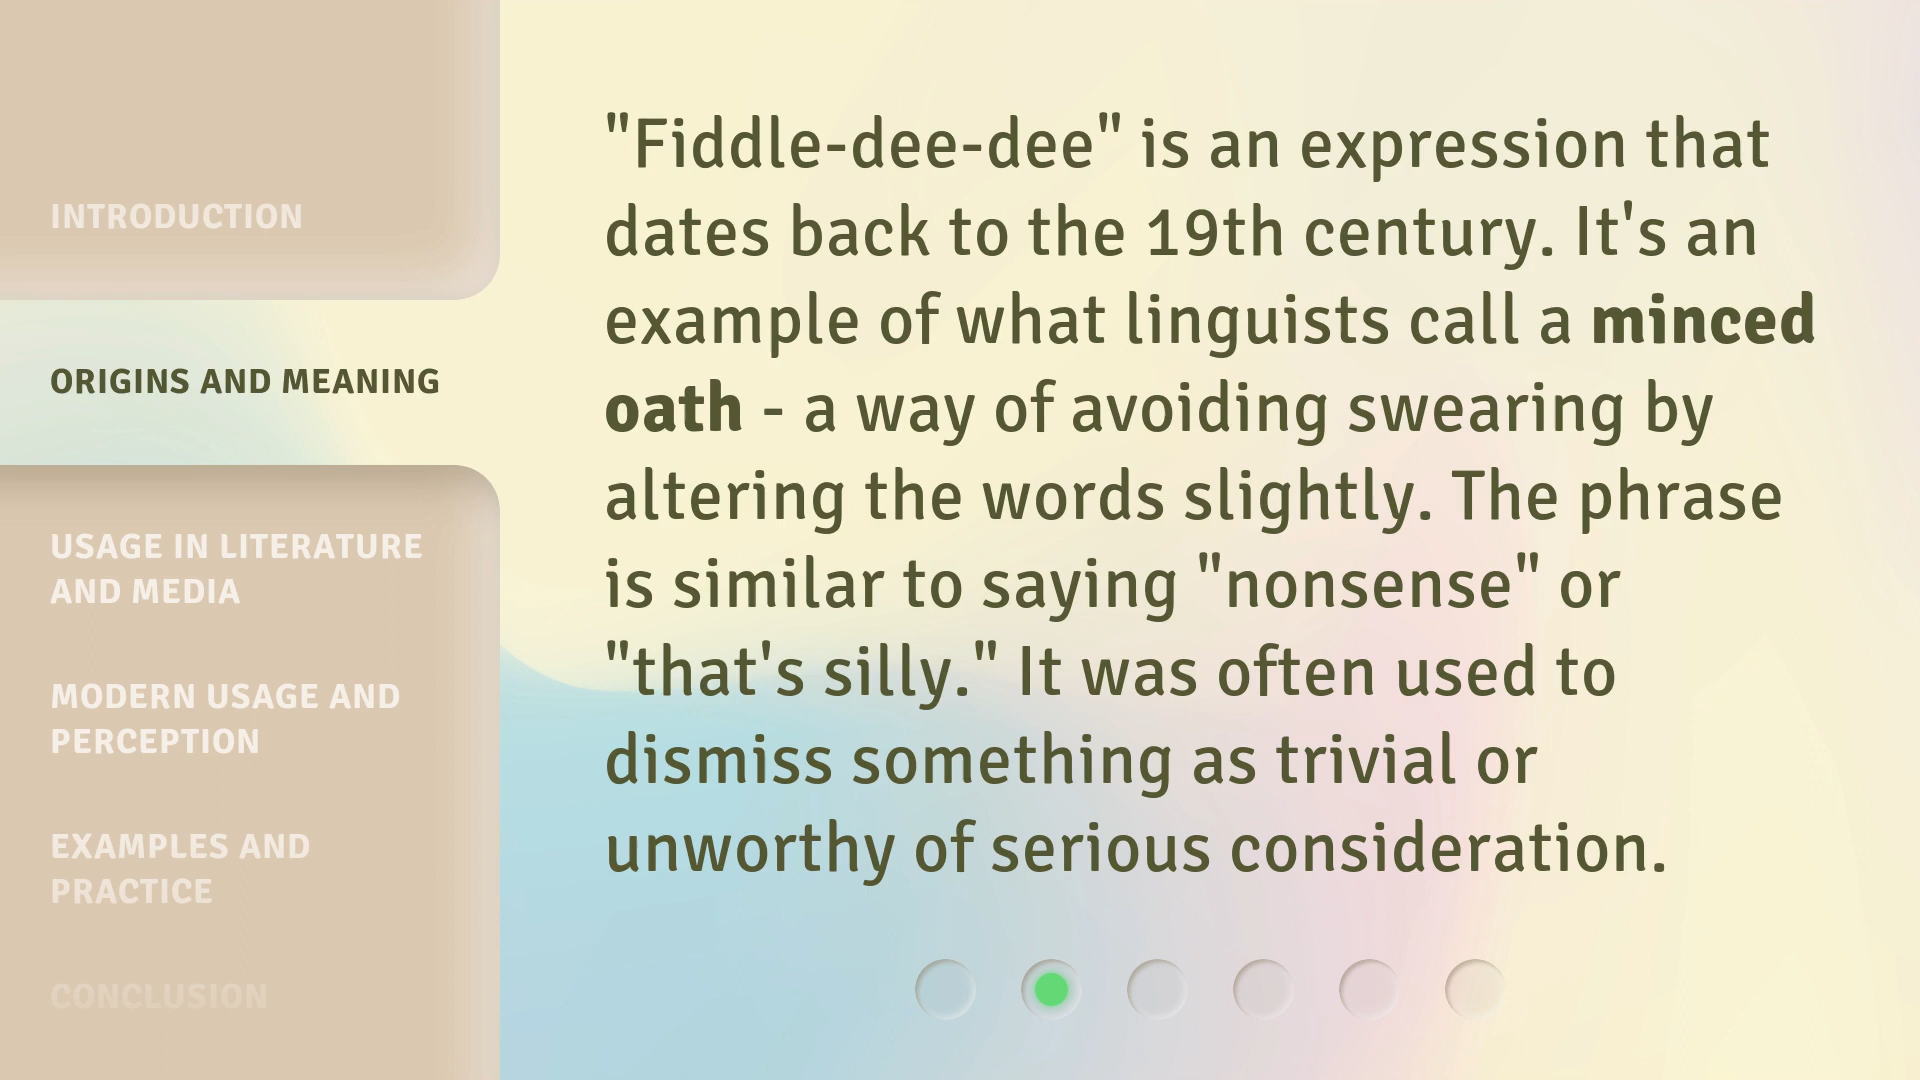 INTRODUCTION
ORIGINS AND MEANING
USAGE IN LITERATURE
AND MEDIA
MODERN USAGE AND
PERCEPTION
EXAMPLES AND
PRACTICE
CONCLUSION
"Fiddle-dee-dee" is an expression that
dates back to the 19th century. It's an
example of what linguists call a minced
oath - a way of avoiding swearing by
altering the words slightly. The phrase
is similar to saying "nonsense" or
"that's silly." It was often used to
dismiss something as trivial or
unworthy of serious consideration.